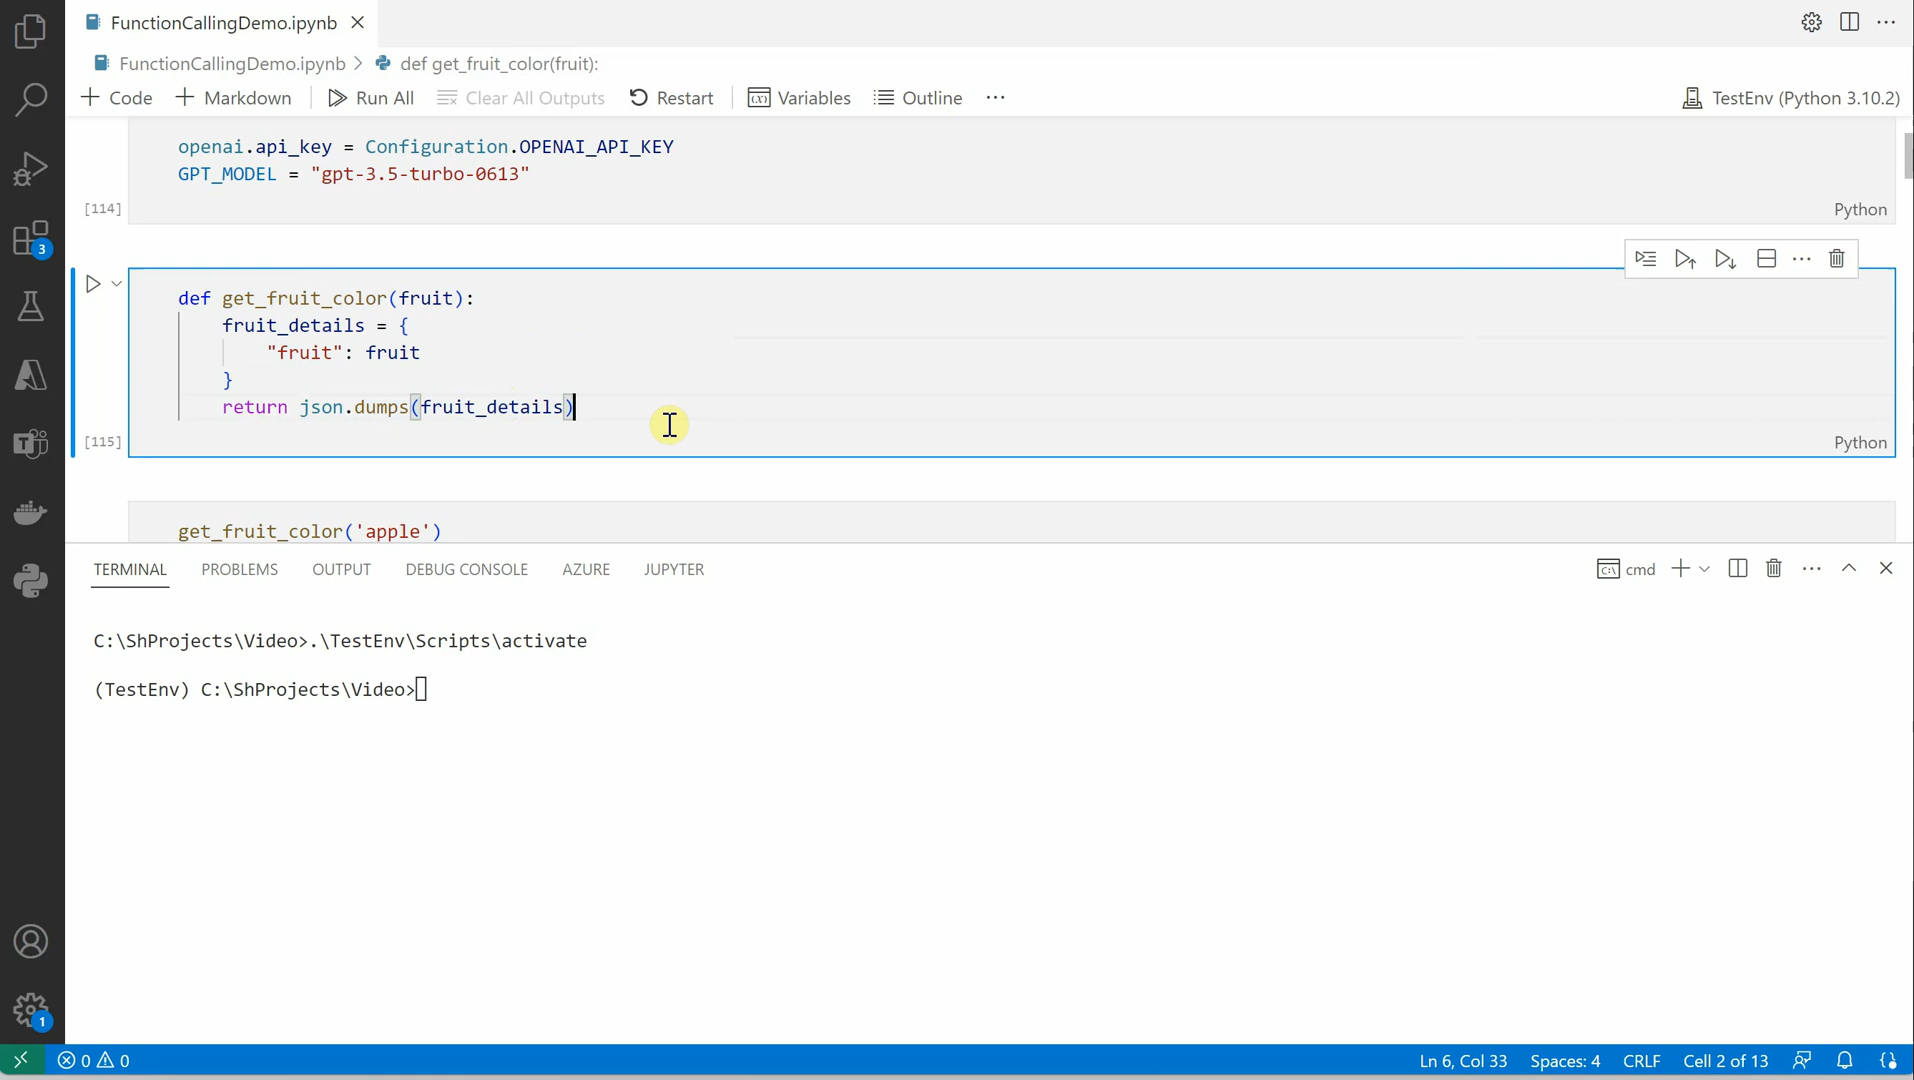 FunctionCallingDemo.ipynb
FunctionCallingDemo.ipynb > def get_fruit_color(fruit):
+ Code + Markdown Run All Clear All Outputs Restart (x) Variables Outline ··· TestEnv (Python 3.10.2)
openai.api_key = Configuration.OPENAI_API_KEY
GPT_MODEL = "gpt-3.5-turbo-0613"
[114] Python
def get_fruit_color(fruit):
fruit_details = {
"fruit": fruit
}
return json.dumps(fruit_details)
[115] Python
get_fruit_color('apple')
TERMINAL PROBLEMS OUTPUT DEBUG CONSOLE AZURE JUPYTER cmd
C:\ShProjects\Video>.\TestEnv\Scripts\activate
(TestEnv) C:\ShProjects\Video>
3
1
0 0 Ln 6, Col 33 Spaces: 4 CRLF Cell 2 of 13